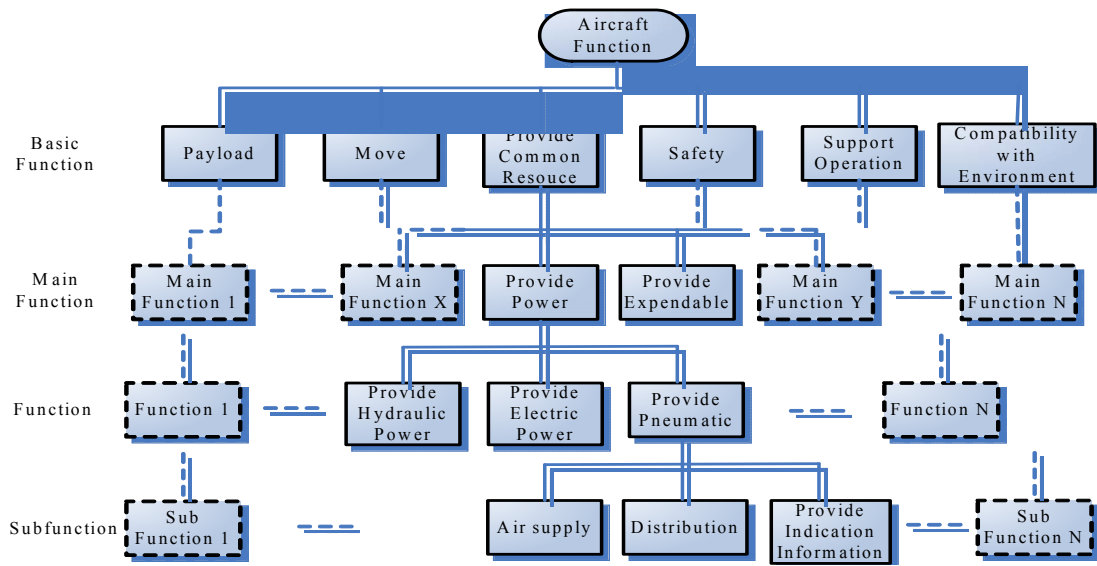 Aircraft
Function
Basic
Function
Payload
Move
Provide
Common
Resouce
Safety
Support
Operation
Compatibility
with
Environment
Main
Function
Main
Function 1
Main
Function X
Provide
Power
Provide
Expendable
Main
Function Y
Main
Function N
Function
Function 1
Provide
Hydraulic
Power
Provide
Electric
Power
Provide
Pneumatic
Function N
Subfunction
Sub
Function 1
Air supply
Distribution
Provide
Indication
Information
Sub
Function N